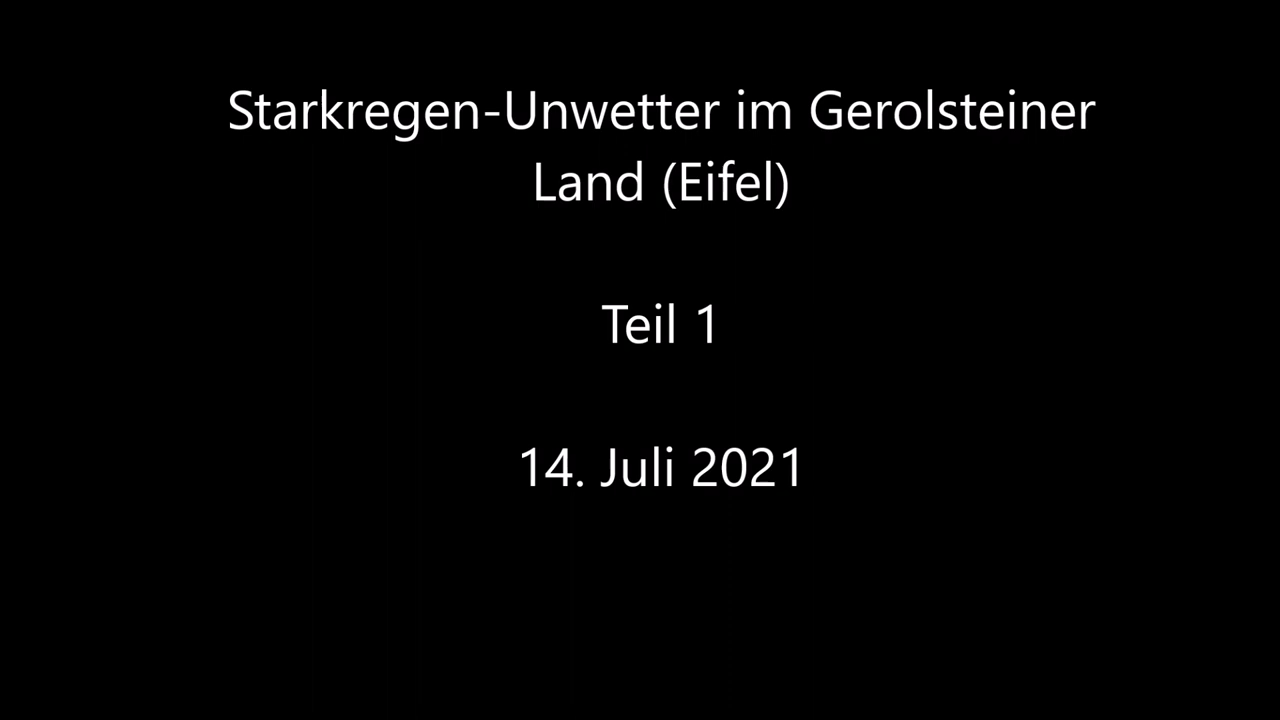 Starkregen-Unwetter im Gerolsteiner
Land (Eifel)
Teil 1
14. Juli 2021